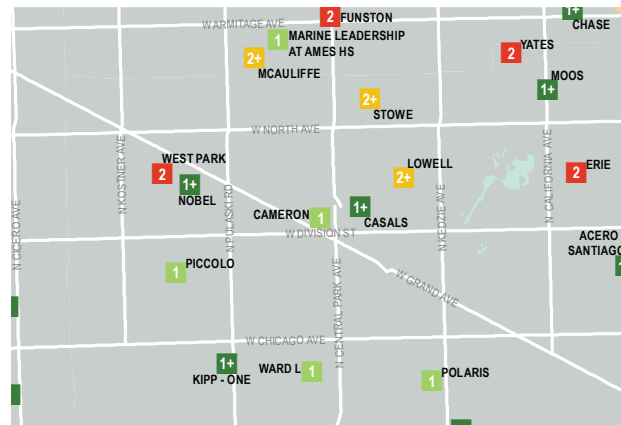 W ARMITAGE AVE
2
FUNSTON
1+
CHASE
1
MARINE LEADERSHIP
AT AMES HS
2+
MCAULIFFE
2
YATES
1+
MOOS
2+
STOWE
W NORTH AVE
N KOSTNER AVE
WEST PARK
2
1+
NOBEL
N PULASKI RD
2+
LOWELL
N KEDZIE AVE
N CALIFORNIA AVE
2
ERIE
N CICERO AVE
CAMERON
1
1+
CASALS
W DIVISION ST
ACERO
SANTIAGO
1
PICCOLO
1
N CENTRAL PARK AVE
W GRAND AVE
W CHICAGO AVE
1+
KIPP - ONE
WARD L
1
1
POLARIS